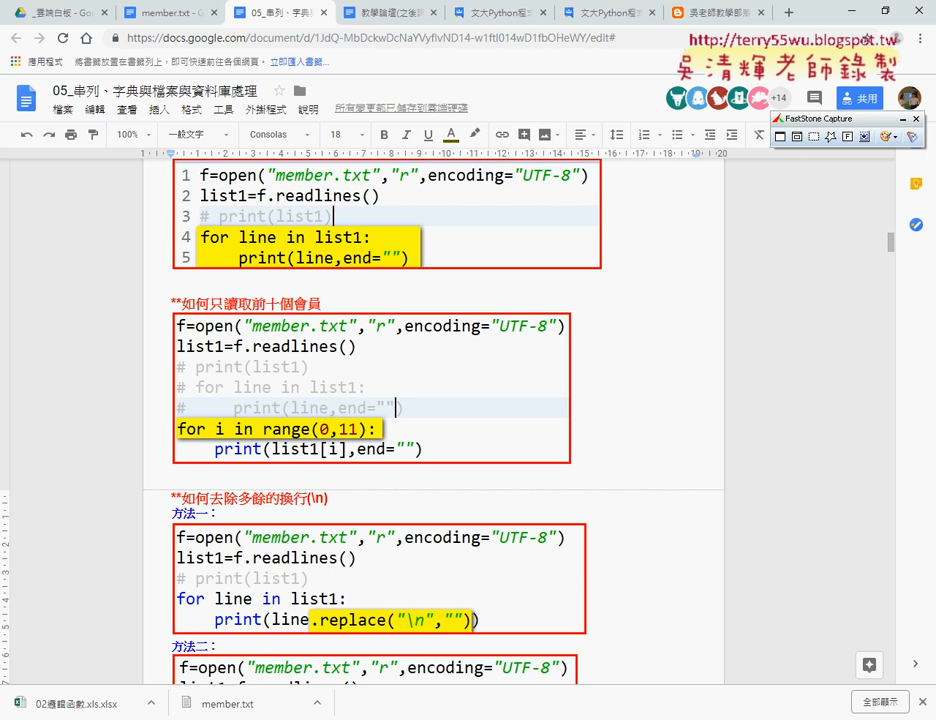 _雲端白板 - Goo
member.txt - G
05_串列、字典與
教學論壇(之後課
文大Python程式
文大Python程式
吳老師教學部落
https://docs.google.com/document/d/1JdQ-MbDckwDcNaYVyflvND14-w1ftI014wD1fbOHeWY/edit#
http://terry55wu.blogspot.tw
吳清輝老師錄製
應用程式
將書籤放置在書籤列上，即可快速前往各個網頁。
立即匯入書籤...
05_串列、字典與檔案與資料庫處理
檔案 編輯 查看 插入 格式 工具 外掛程式 說明
所有變更都已儲存到雲端硬碟
+14
共用
FastStone Capture
100%
一般文字
Consolas
18
B I U A
1 f=open("member.txt","r",encoding="UTF-8")
2 list1=f.readlines()
3 # print(list1)
4 for line in list1:
5 print(line,end="")
**如何只讀取前十個會員
f=open("member.txt","r",encoding="UTF-8")
list1=f.readlines()
# print(list1)
# for line in list1:
# print(line,end="")
for i in range(0,11):
print(list1[i],end="")
**如何去除多餘的換行(\n)
方法一：
f=open("member.txt","r",encoding="UTF-8")
list1=f.readlines()
# print(list1)
for line in list1:
print(line.replace("\n",""))
方法二：
f=open("member.txt","r",encoding="UTF-8")
02邏輯函數.xls.xlsx
member.txt
全部顯示